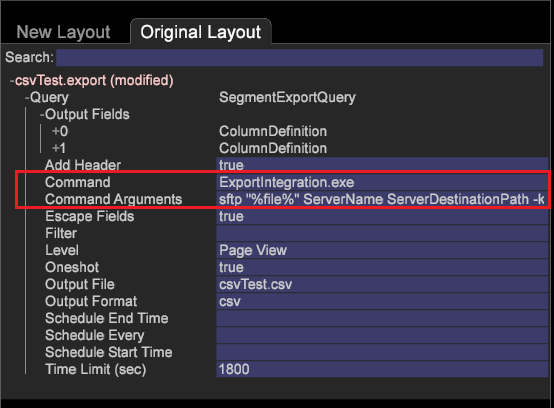 New Layout Original Layout
Search:
-csvTest.export (modified)
-Query SegmentExportQuery
-Output Fields
+0 ColumnDefinition
+1 ColumnDefinition
Add Header true
Command ExportIntegration.exe
Command Arguments sftp "%file%" ServerName ServerDestinationPath -k
Escape Fields true
Filter
Level Page View
Oneshot true
Output File csvTest.csv
Output Format csv
Schedule End Time
Schedule Every
Schedule Start Time
Time Limit (sec) 1800